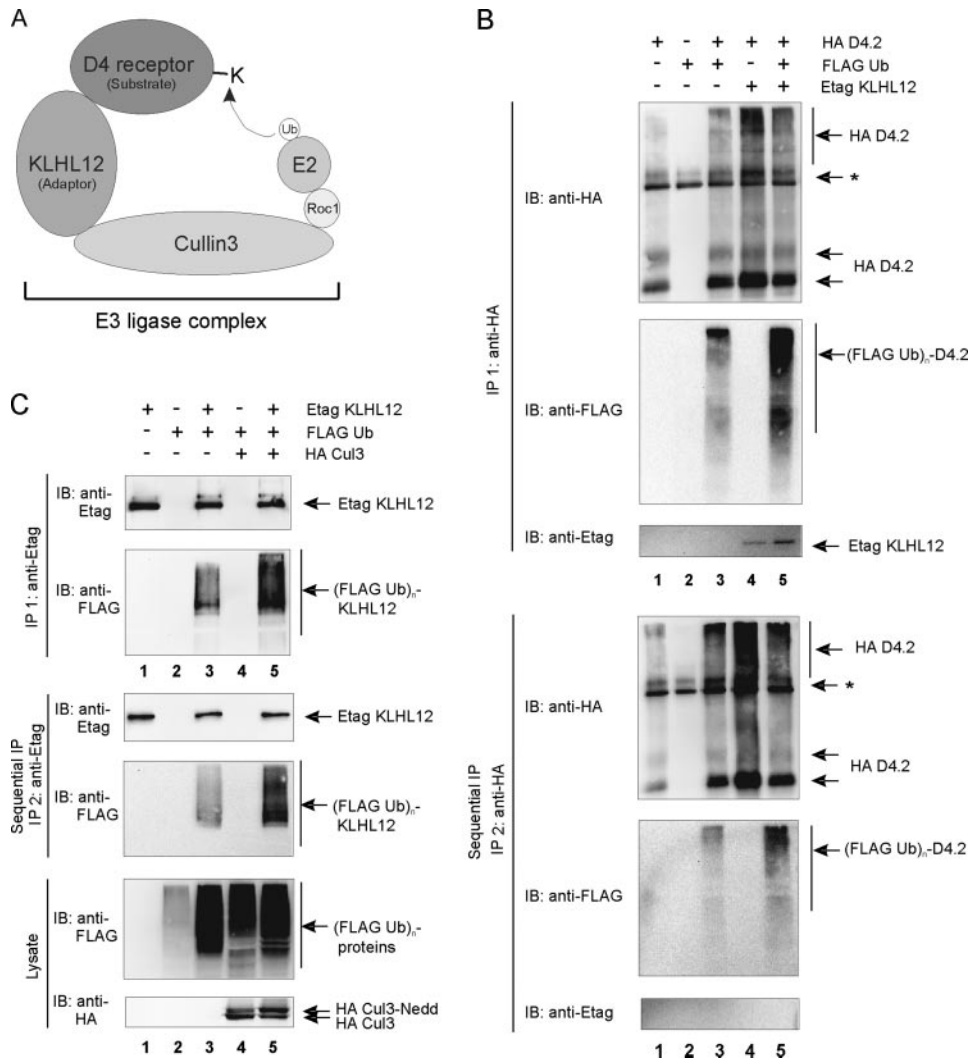 A
D4 receptor
(Substrate)
K
KLHL12
(Adaptor)
Ub
E2
Roc1
Cullin3
E3 ligase complex
B
+ - + + + HA D4.2
- + + - + FLAG Ub
- - - + + Etag KLHL12
IP 1: anti-HA
IB: anti-HA
HA D4.2
*
HA D4.2
IB: anti-FLAG
(FLAG Ub)n-D4.2
IB: anti-Etag
Etag KLHL12
1 2 3 4 5
Sequential IP
IP 2: anti-HA
IB: anti-HA
HA D4.2
*
HA D4.2
IB: anti-FLAG
(FLAG Ub)n-D4.2
IB: anti-Etag
1 2 3 4 5
C
+ - + - + Etag KLHL12
- + + + + FLAG Ub
- - - + + HA Cul3
IP 1: anti-Etag
IB: anti-
Etag
Etag KLHL12
IB: anti-
FLAG
(FLAG Ub)n-
KLHL12
1 2 3 4 5
Sequential IP
IP 2: anti-Etag
IB: anti-
Etag
Etag KLHL12
IB: anti-
FLAG
(FLAG Ub)n-
KLHL12
Lysate
IB: anti-
FLAG
(FLAG Ub)n-
proteins
IB: anti-
HA
HA Cul3-Nedd
HA Cul3
1 2 3 4 5